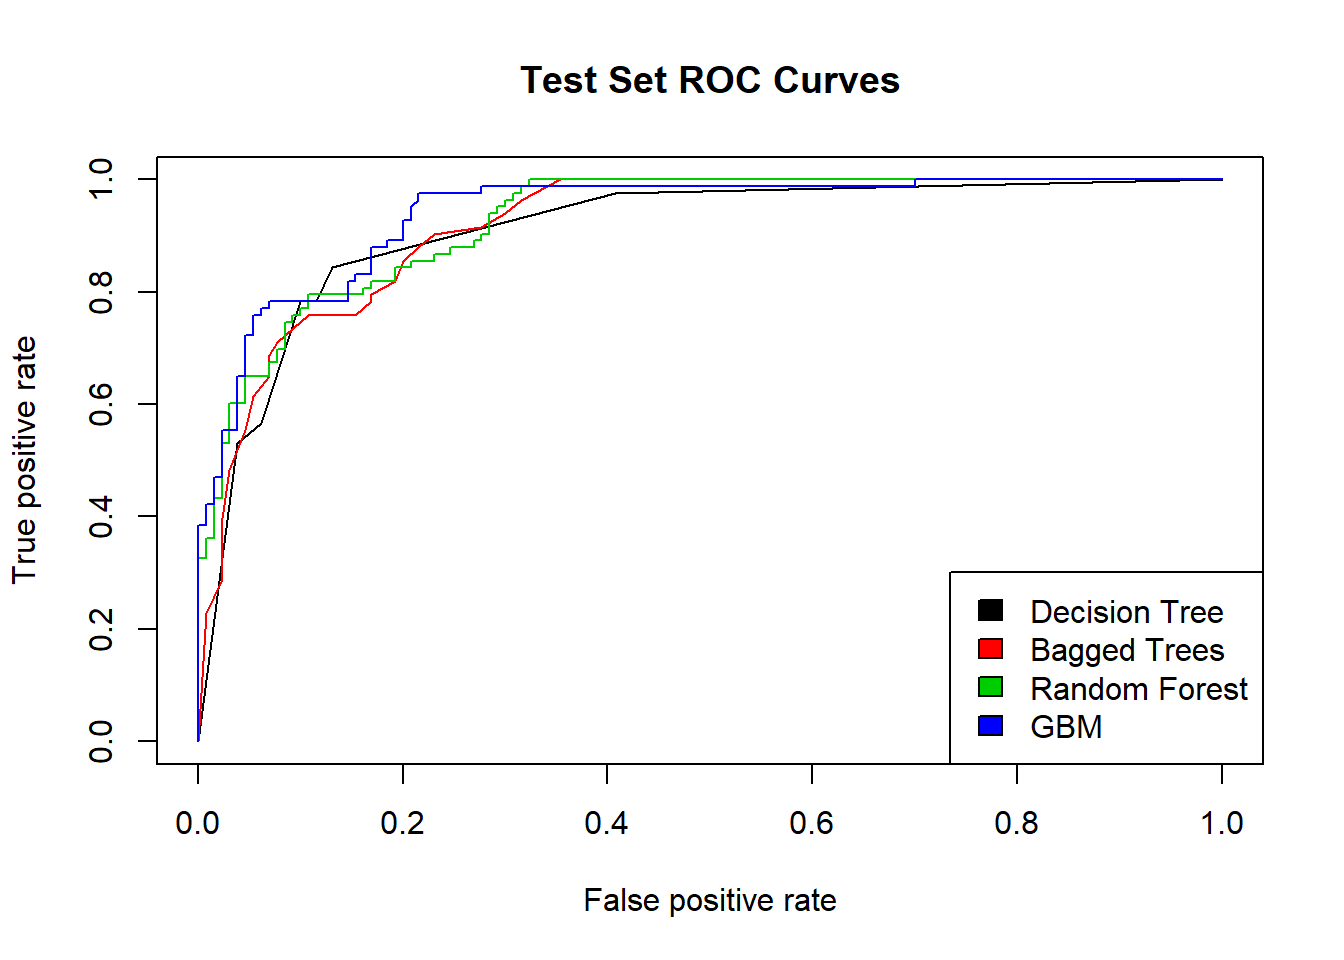 Test Set ROC Curves
True positive rate
1.0
0.8
0.6
0.4
0.2
0.0
Decision Tree
Bagged Trees
Random Forest
GBM
0.0 0.2 0.4 0.6 0.8 1.0
False positive rate